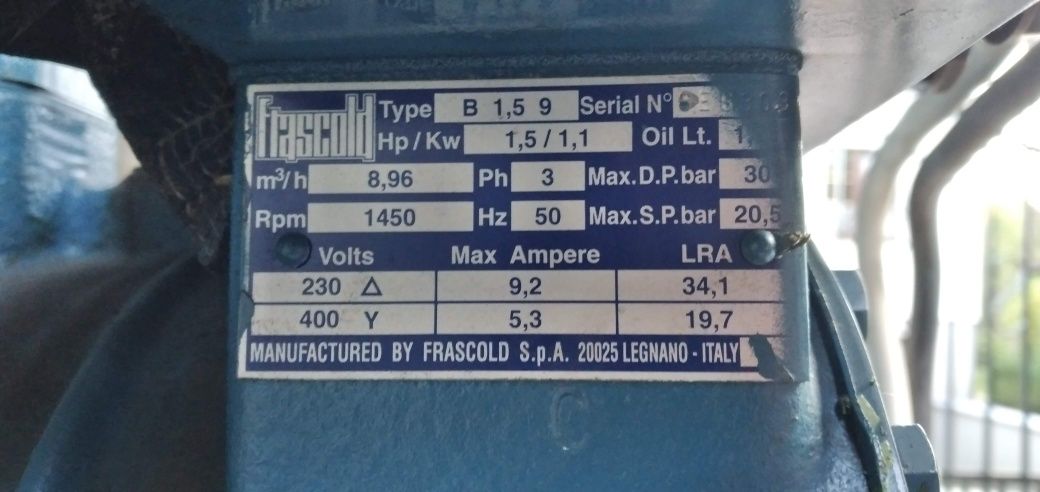 Frascold
Type B 1,5 9 Serial N°
Hp / Kw 1,5 / 1,1 Oil Lt.
m³/h 8,96 Ph 3 Max.D.P.bar 30
Rpm 1450 Hz 50 Max.S.P.bar 20,5
Volts Max Ampere LRA
230 Δ 9,2 34,1
400 Y 5,3 19,7
MANUFACTURED BY FRASCOLD S.p.A. 20025 LEGNANO - ITALY
C